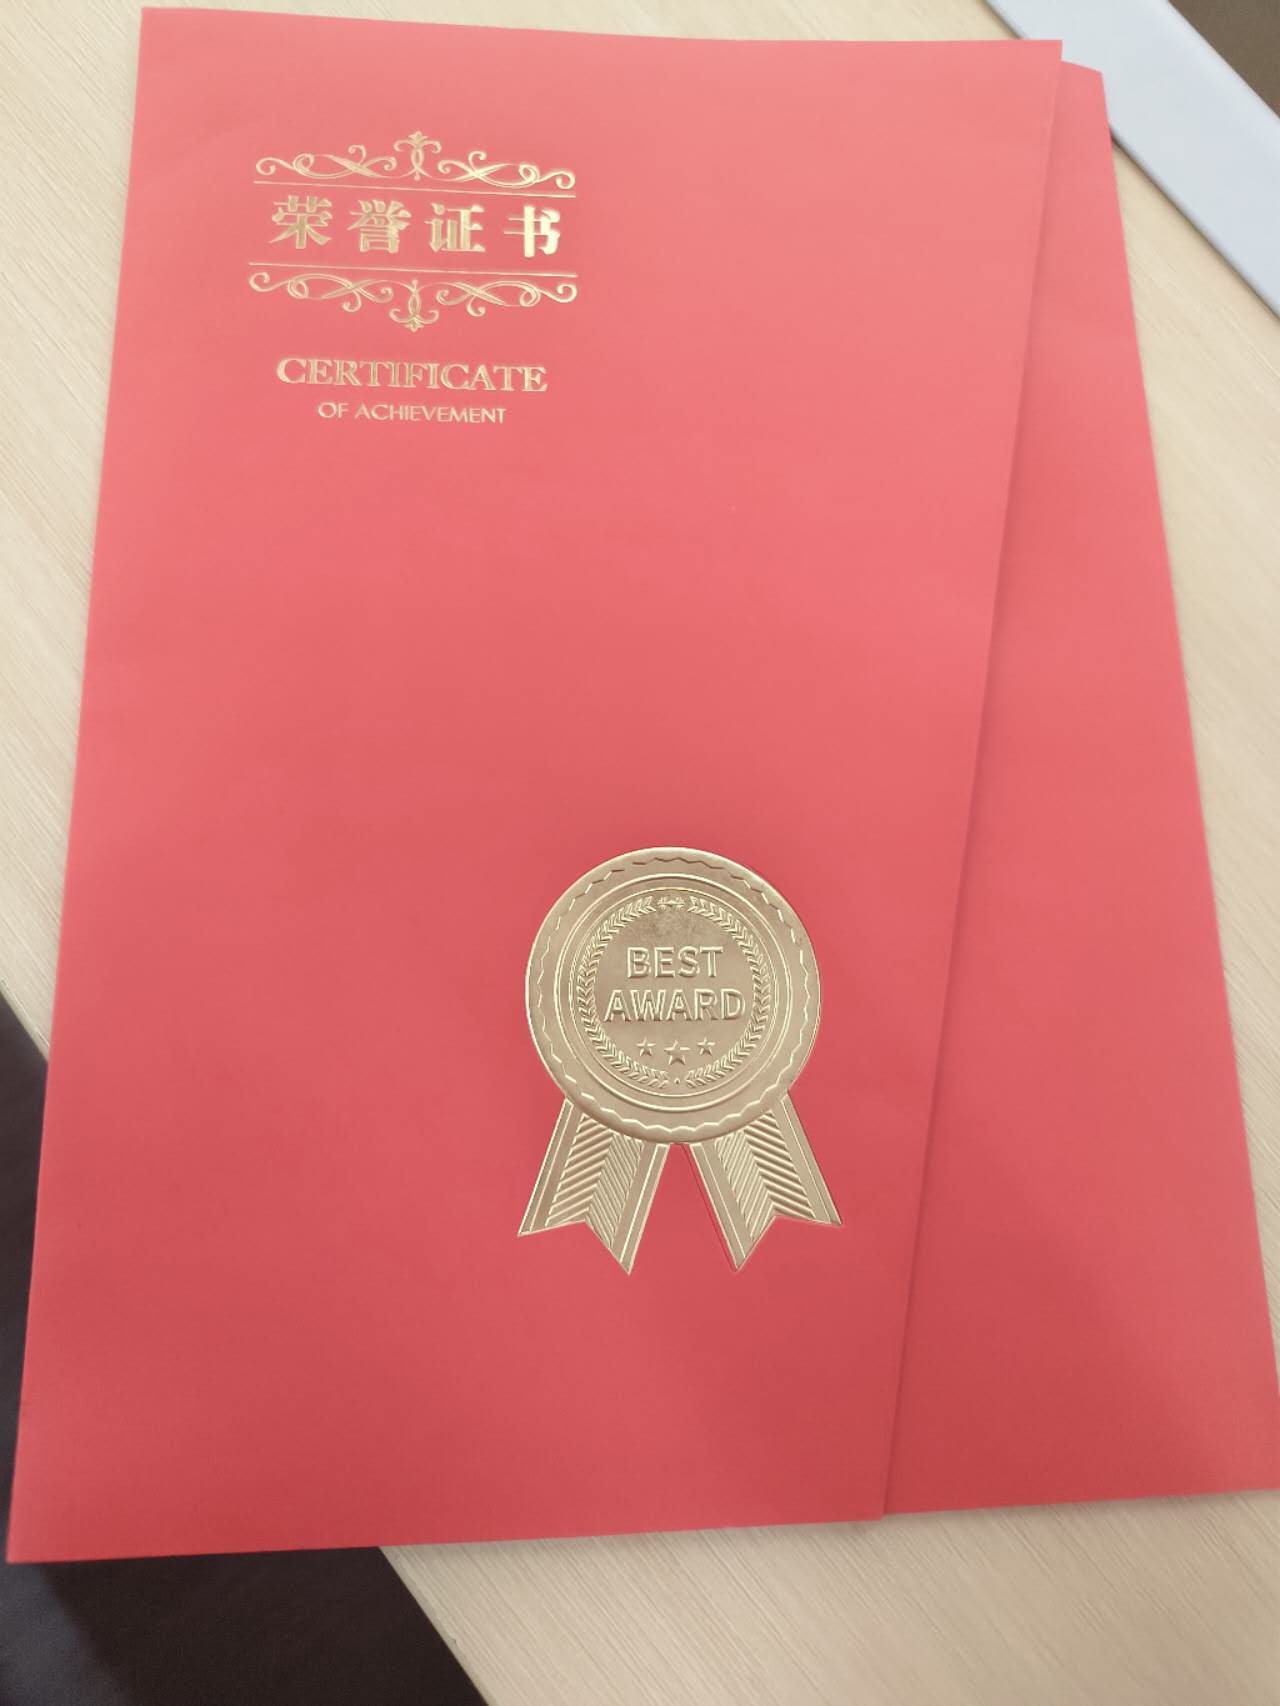 荣誉证书
CERTIFICATE
OF ACHIEVEMENT
BEST
AWARD